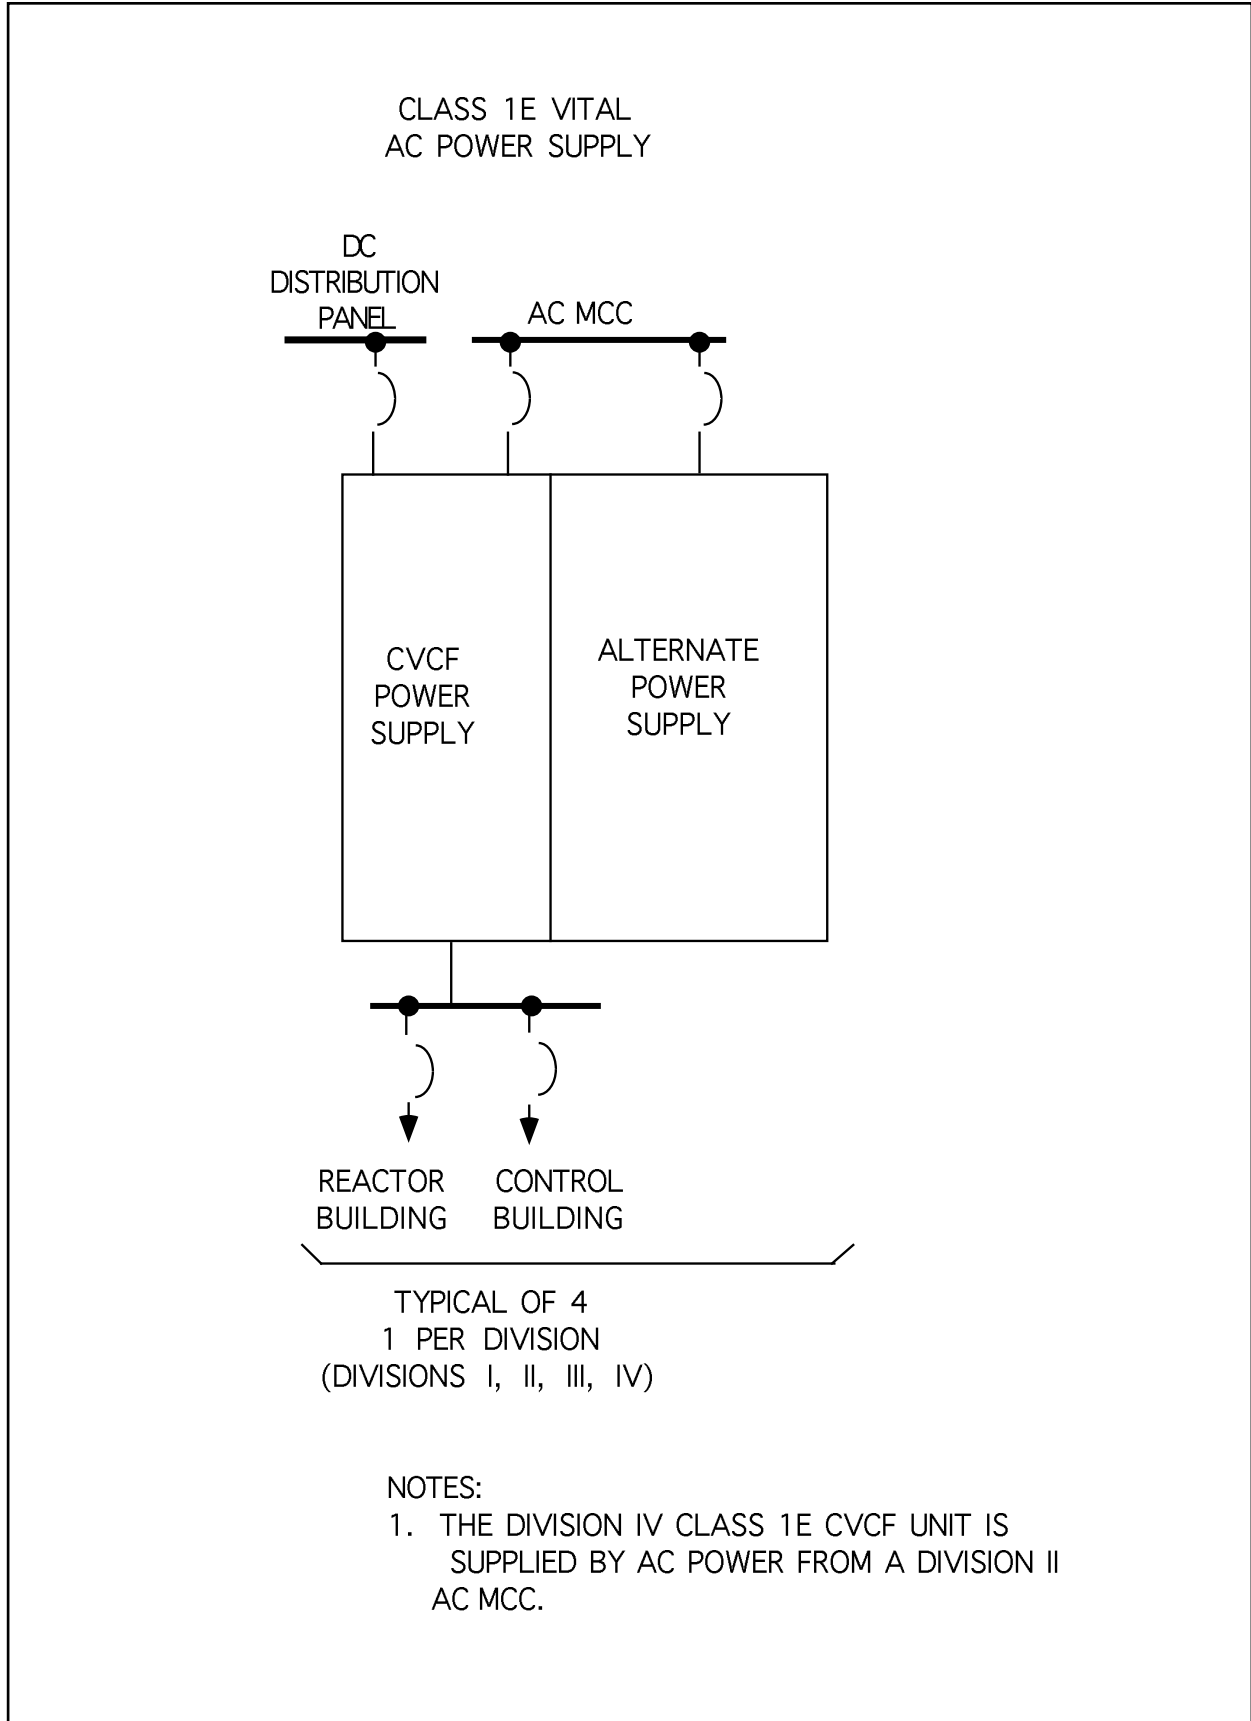 CLASS 1E VITAL
AC POWER SUPPLY
DC
DISTRIBUTION
PANEL
AC MCC
CVCF
POWER
SUPPLY
ALTERNATE
POWER
SUPPLY
REACTOR
BUILDING
CONTROL
BUILDING
TYPICAL OF 4
1 PER DIVISION
(DIVISIONS I, II, III, IV)
NOTES:
1. THE DIVISION IV CLASS 1E CVCF UNIT IS
SUPPLIED BY AC POWER FROM A DIVISION II
AC MCC.